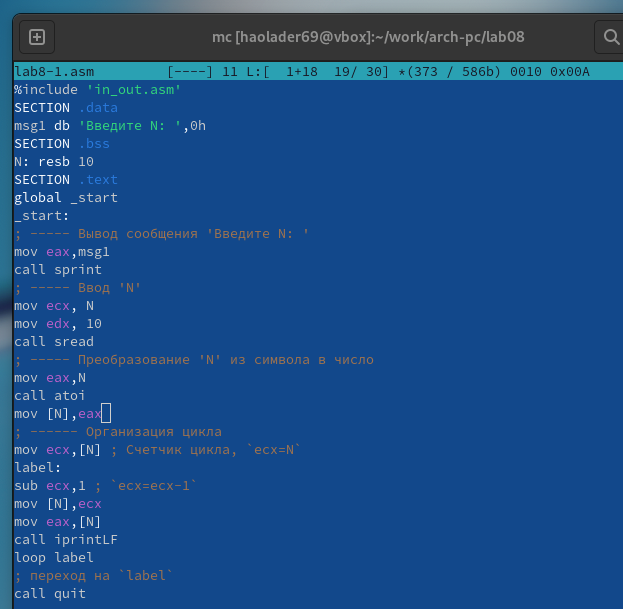 mc [haolader69@vbox]:~/work/arch-pc/lab08
lab8-1.asm         [----] 11 L:[  1+18  19/ 30] *(373 / 586b) 0010 0x00A
%include 'in_out.asm'
SECTION .data
msg1 db 'Введите N: ',0h
SECTION .bss
N: resb 10
SECTION .text
global _start
_start:
; ----- Вывод сообщения 'Введите N: '
mov eax,msg1
call sprint
; ----- Ввод 'N'
mov ecx, N
mov edx, 10
call sread
; ----- Преобразование 'N' из символа в число
mov eax,N
call atoi
mov [N],eax
; ------ Организация цикла
mov ecx,[N] ; Счетчик цикла, `ecx=N`
label:
sub ecx,1 ; `ecx=ecx-1`
mov [N],ecx
mov eax,[N]
call iprintLF
loop label
; переход на `label`
call quit